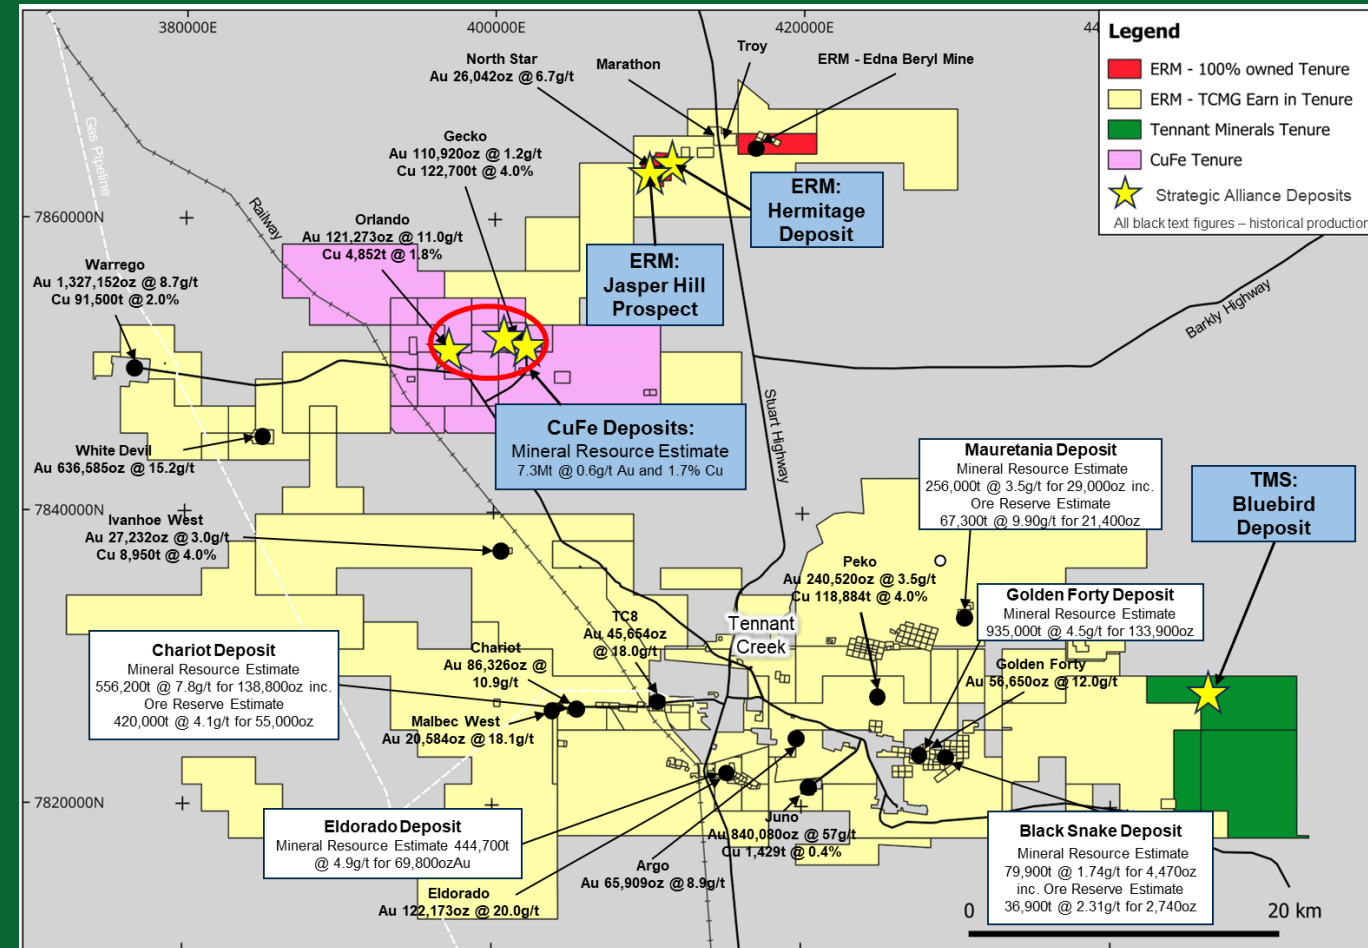 380000E
400000E
420000E
44
Legend
ERM - 100% owned Tenure
ERM - TCMG Earn in Tenure
Tennant Minerals Tenure
CuFe Tenure
Strategic Alliance Deposits
All black text figures – historical production
North Star
Au 26,042oz @ 6.7g/t
Marathon
Troy
ERM - Edna Beryl Mine
Gas Pipeline
Railway
Gecko
Au 110,920oz @ 1.2g/t
Cu 122,700t @ 4.0%
ERM:
Hermitage
Deposit
7860000N
Orlando
Au 121,273oz @ 11.0g/t
Cu 4,852t @ 1.8%
ERM:
Jasper Hill
Prospect
Warrego
Au 1,327,152oz @ 8.7g/t
Cu 91,500t @ 2.0%
Barkly Highway
Stuart Highway
CuFe Deposits:
Mineral Resource Estimate
7.3Mt @ 0.6g/t Au and 1.7% Cu
White Devil
Au 636,585oz @ 15.2g/t
Mauretania Deposit
Mineral Resource Estimate
256,000t @ 3.5g/t for 29,000oz inc.
Ore Reserve Estimate
67,300t @ 9.90g/t for 21,400oz
TMS:
Bluebird
Deposit
7840000N
Ivanhoe West
Au 27,232oz @ 3.0g/t
Cu 8,950t @ 4.0%
Peko
Au 240,520oz @ 3.5g/t
Cu 118,884t @ 4.0%
Golden Forty Deposit
Mineral Resource Estimate
935,000t @ 4.5g/t for 133,900oz
TC8
Au 45,654oz
@ 18.0g/t
Tennant
Creek
Chariot Deposit
Mineral Resource Estimate
556,200t @ 7.8g/t for 138,800oz inc.
Ore Reserve Estimate
420,000t @ 4.1g/t for 55,000oz
Chariot
Au 86,326oz @
10.9g/t
Golden Forty
Au 56,650oz @ 12.0g/t
Malbec West
Au 20,584oz @ 18.1g/t
7820000N
Eldorado Deposit
Mineral Resource Estimate 444,700t
@ 4.9g/t for 69,800ozAu
Juno
Au 840,080oz @ 57g/t
Cu 1,429t @ 0.4%
Black Snake Deposit
Mineral Resource Estimate
79,900t @ 1.74g/t for 4,470oz
inc. Ore Reserve Estimate
36,900t @ 2.31g/t for 2,740oz
Argo
Au 65,909oz @ 8.9g/t
Eldorado
Au 122,173oz @ 20.0g/t
0
20 km